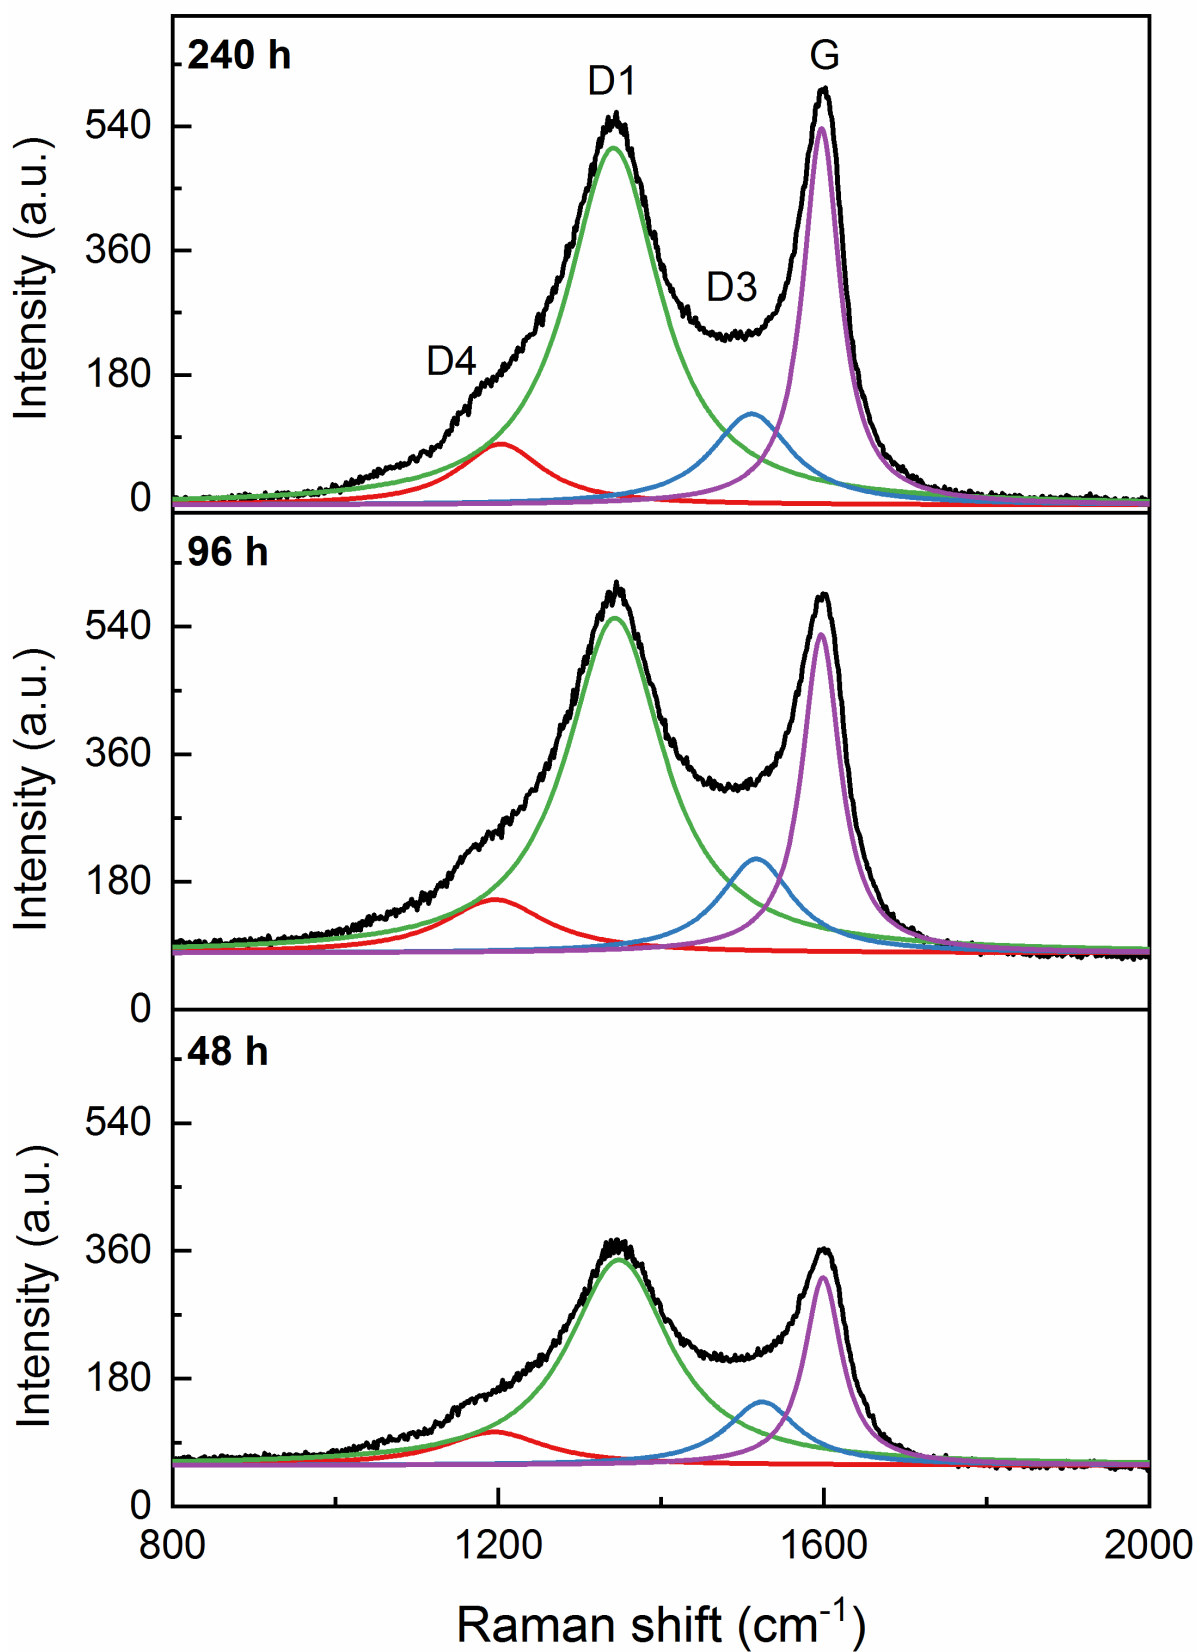 240 h
D1
G
D3
D4
Intensity (a.u.)
540
360
180
0
96 h
Intensity (a.u.)
540
360
180
0
48 h
Intensity (a.u.)
540
360
180
0
800 1200 1600 2000
Raman shift (cm⁻¹)